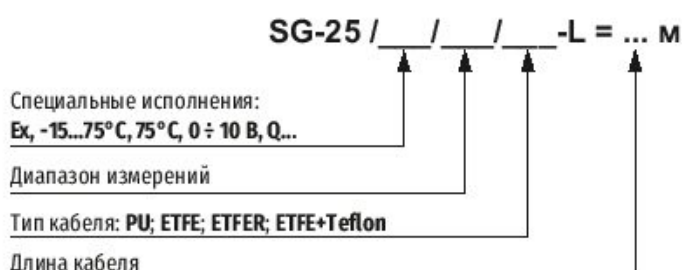 SG-25 /___/___/___-L = ... м
Специальные исполнения:
Ex, -15...75°C, 75°C, 0 ÷ 10 В, Q...
Диапазон измерений
Тип кабеля: PU; ETFE; ETFER; ETFE+Teflon
Длина кабеля